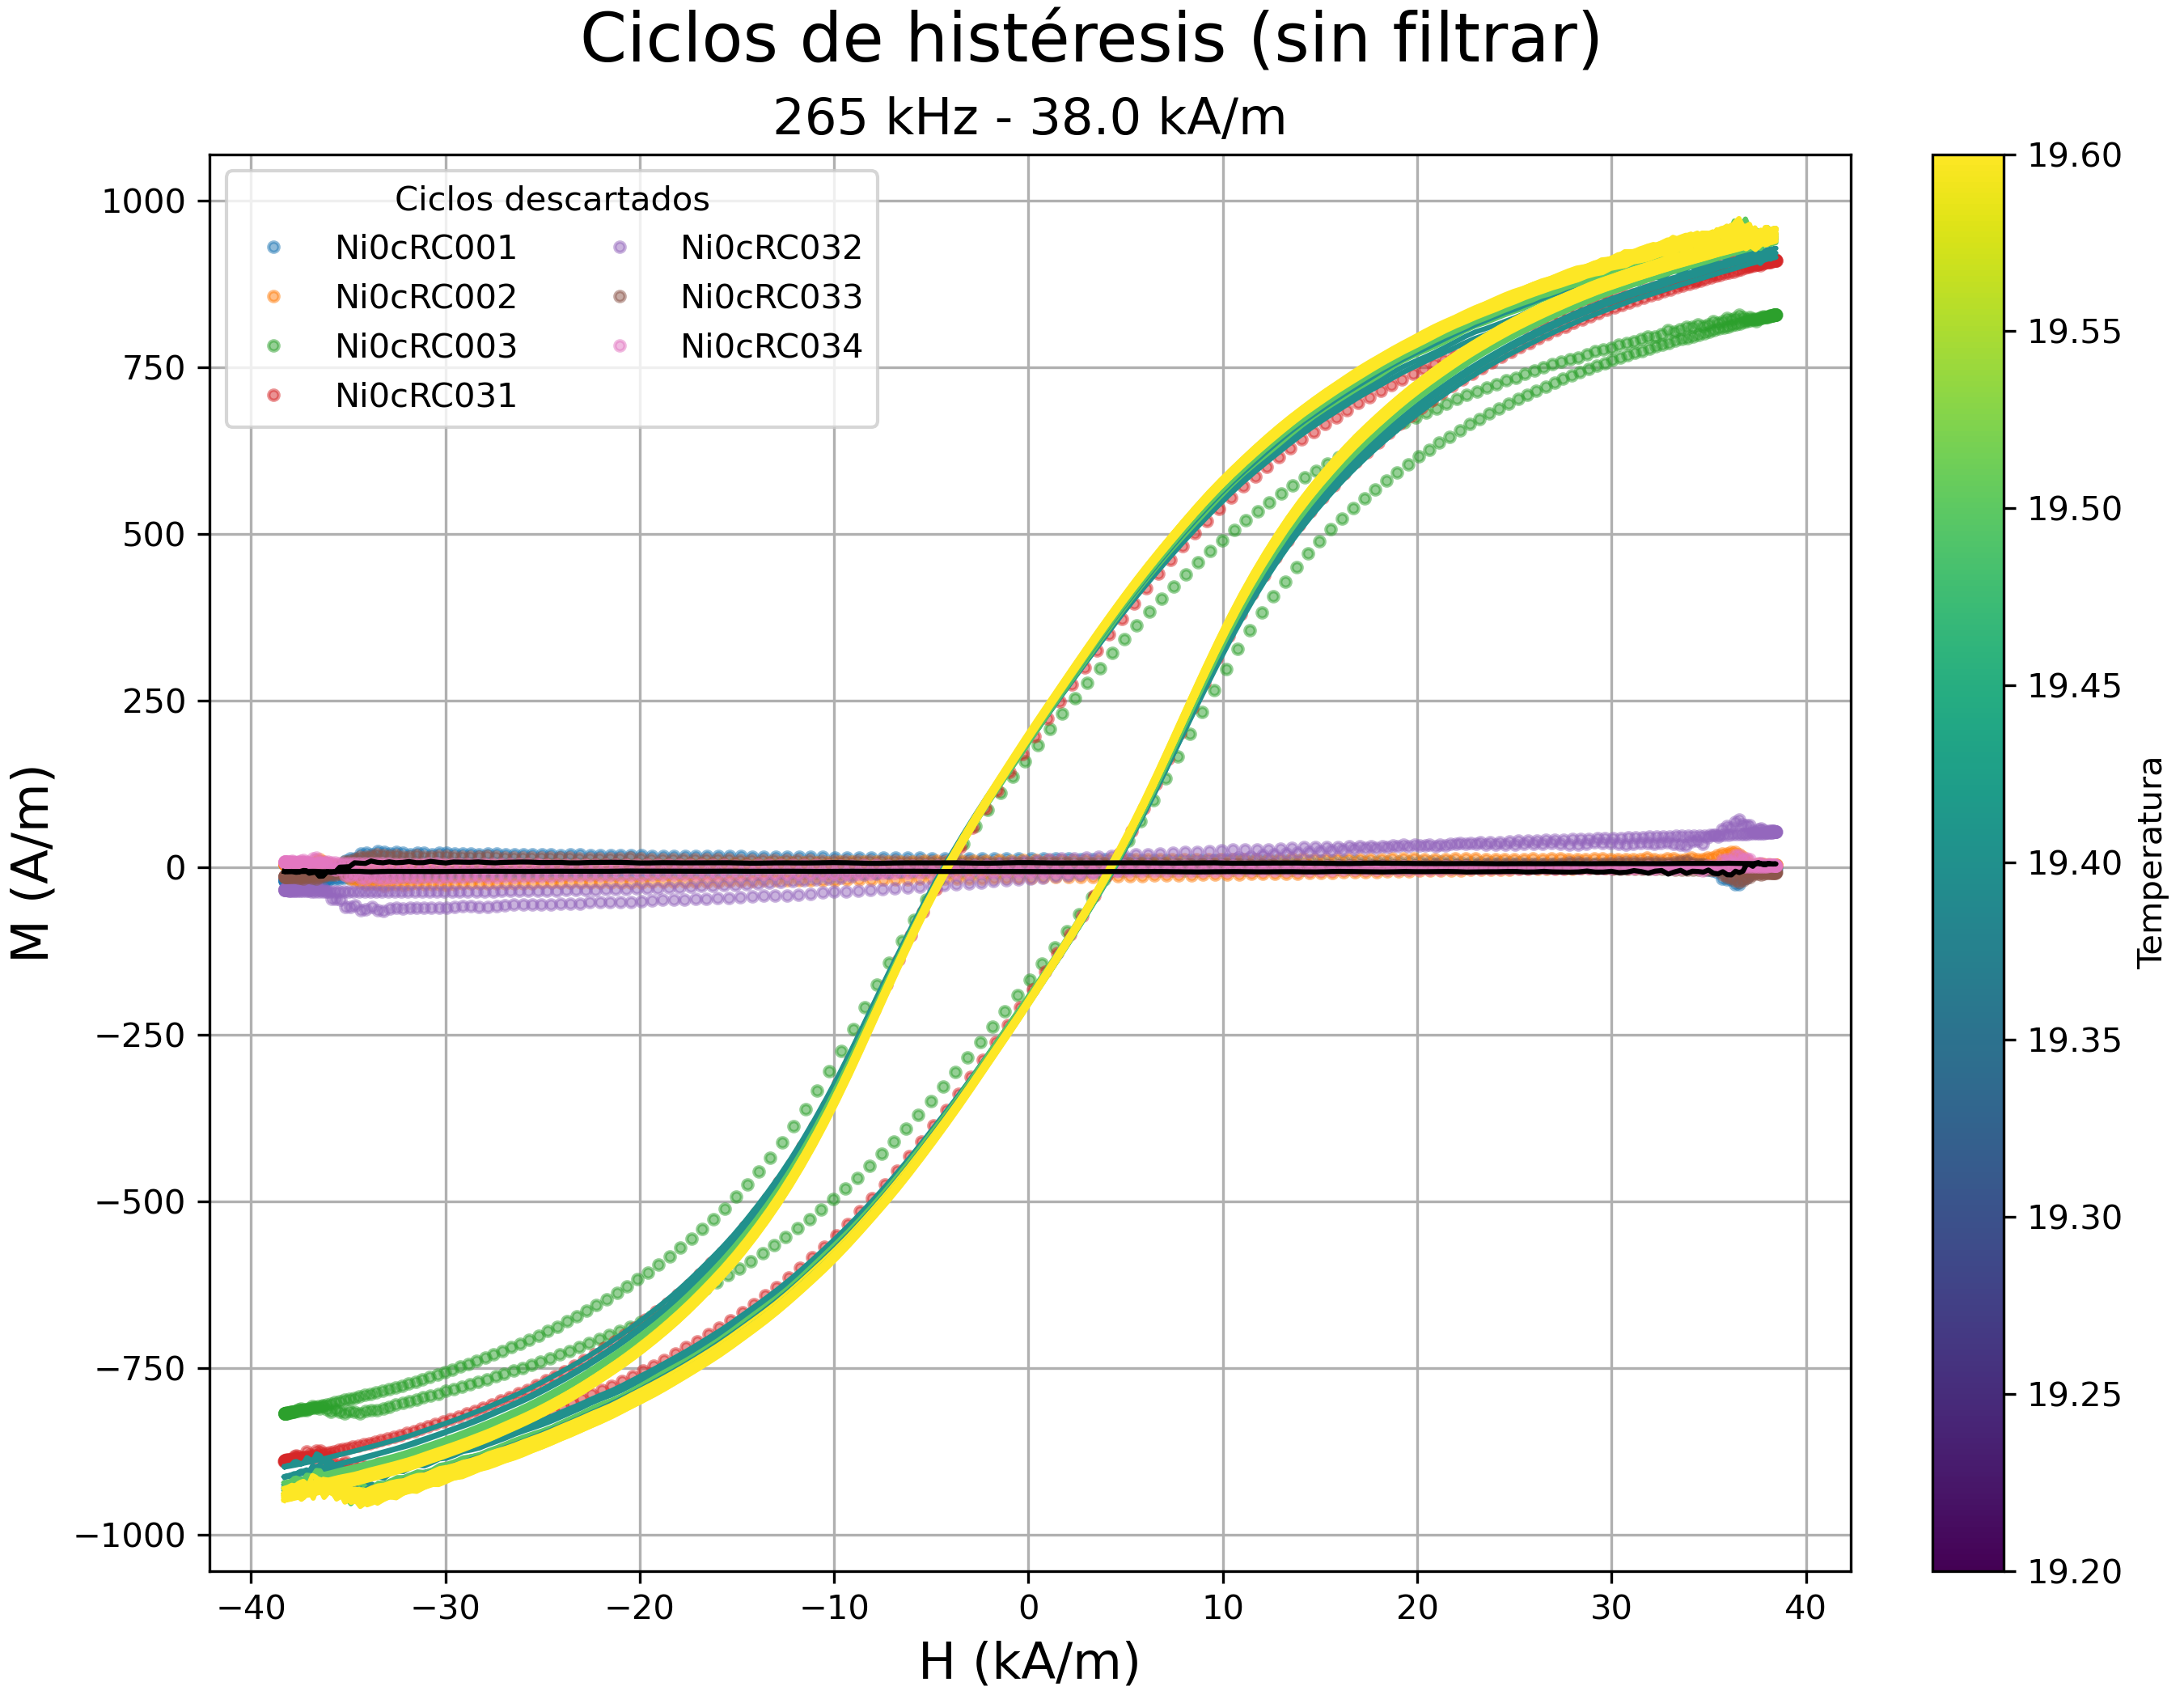 Ciclos de histéresis (sin filtrar)
265 kHz - 38.0 kA/m
Ciclos descartados
Ni0cRC001
Ni0cRC002
Ni0cRC003
Ni0cRC031
Ni0cRC032
Ni0cRC033
Ni0cRC034
1000
750
500
250
0
−250
−500
−750
−1000
M (A/m)
−40
−30
−20
−10
0
10
20
30
40
H (kA/m)
19.60
19.55
19.50
19.45
19.40
19.35
19.30
19.25
19.20
Temperatura